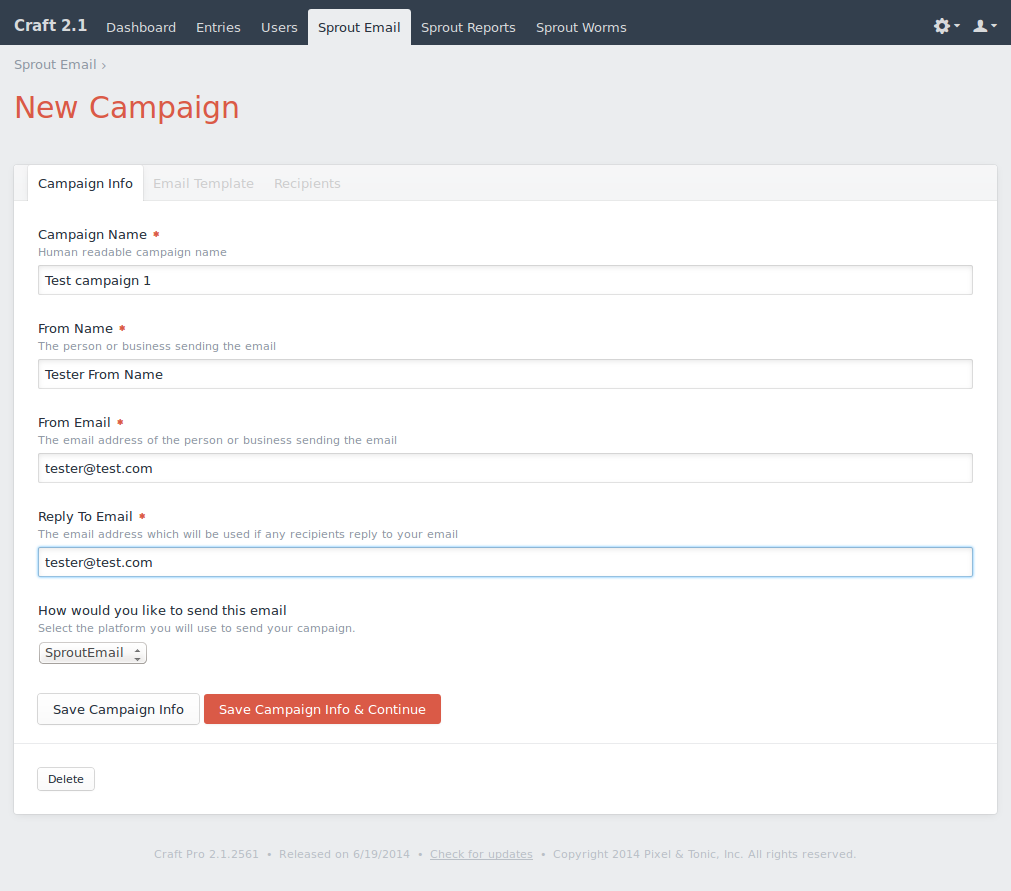 Craft 2.1 Dashboard Entries Users Sprout Email Sprout Reports Sprout Worms
Sprout Email ›
New Campaign
Campaign Info Email Template Recipients
Campaign Name *
Human readable campaign name
Test campaign 1
From Name *
The person or business sending the email
Tester From Name
From Email *
The email address of the person or business sending the email
tester@test.com
Reply To Email *
The email address which will be used if any recipients reply to your email
tester@test.com
How would you like to send this email
Select the platform you will use to send your campaign.
SproutEmail
Save Campaign Info Save Campaign Info & Continue
Delete
Craft Pro 2.1.2561 • Released on 6/19/2014 • Check for updates • Copyright 2014 Pixel & Tonic, Inc. All rights reserved.